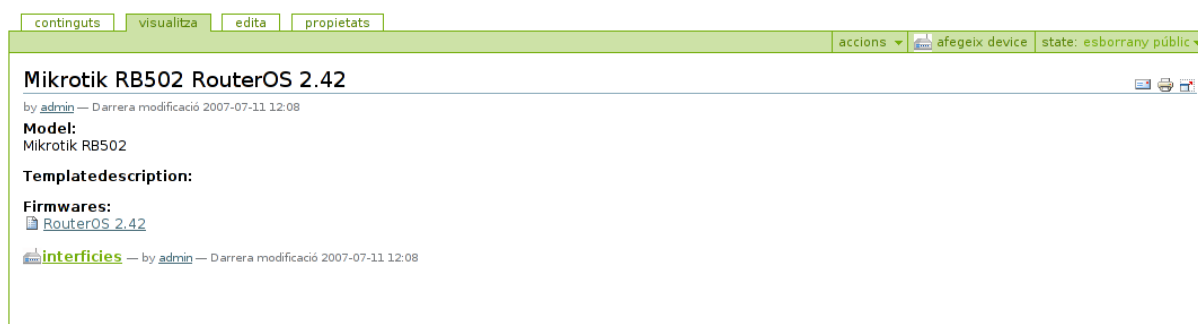 continguts visualitza edita propietats
accions afegeix device state: esborrany públic
Mikrotik RB502 RouterOS 2.42
by admin — Darrera modificació 2007-07-11 12:08
Model:
Mikrotik RB502
Templatedescription:
Firmwares:
RouterOS 2.42
interficies — by admin — Darrera modificació 2007-07-11 12:08